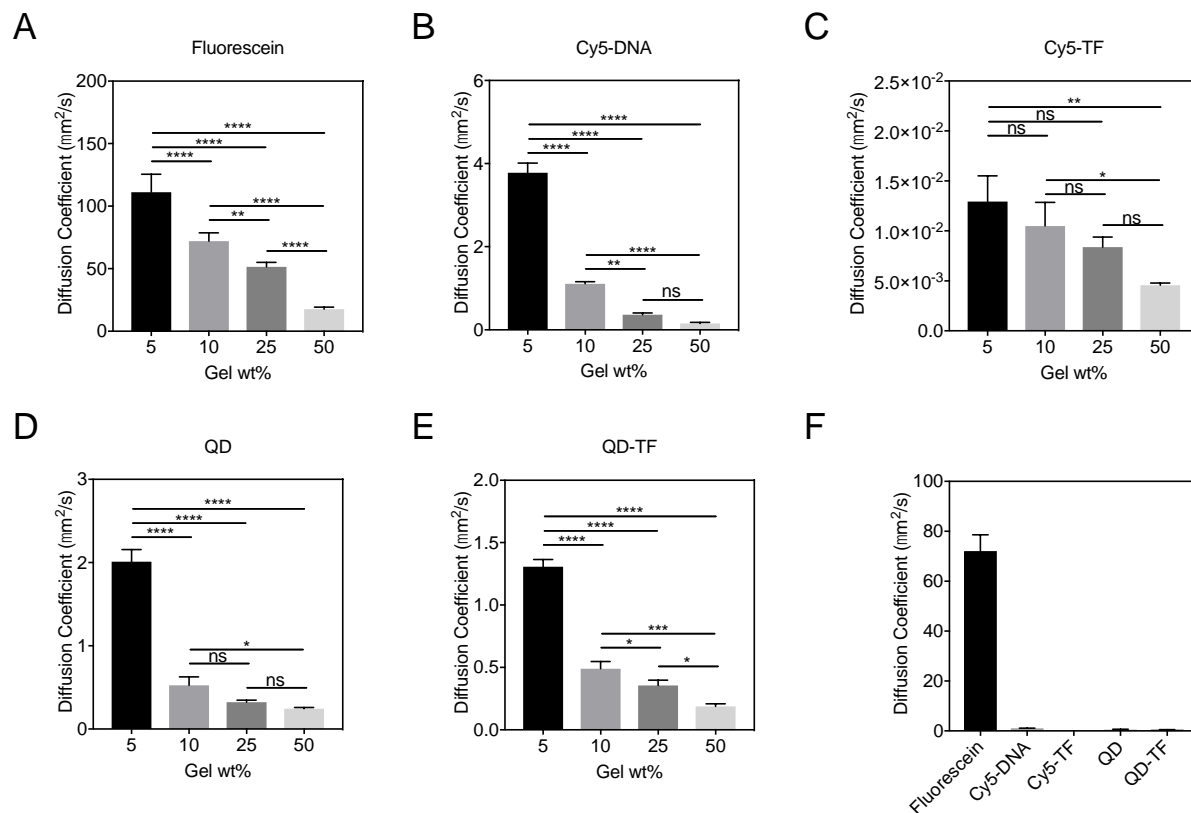 A
Fluorescein
Diffusion Coefficient (mm²/s)
200
150
100
50
0
****
****
****
****
**
****
5 10 25 50
Gel wt%
B
Cy5-DNA
Diffusion Coefficient (mm²/s)
6
4
2
0
****
****
****
****
**
ns
5 10 25 50
Gel wt%
C
Cy5-TF
Diffusion Coefficient (mm²/s)
2.5×10⁻²
2.0×10⁻²
1.5×10⁻²
1.0×10⁻²
5.0×10⁻³
0.0
**
ns
ns
*
ns
ns
5 10 25 50
Gel wt%
D
QD
Diffusion Coefficient (mm²/s)
3
2
1
0
****
****
****
*
ns
ns
5 10 25 50
Gel wt%
E
QD-TF
Diffusion Coefficient (mm²/s)
2.0
1.5
1.0
0.5
0.0
****
****
****
***
*
*
5 10 25 50
Gel wt%
F
Diffusion Coefficient (mm²/s)
100
80
60
40
20
0
Fluorescein
Cy5-DNA
Cy5-TF
QD
QD-TF